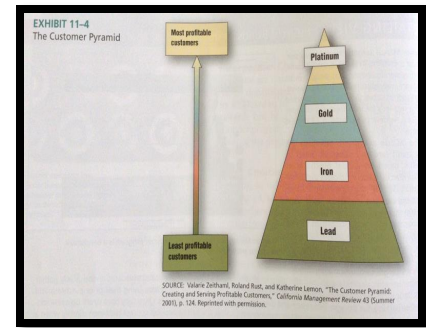 EXHIBIT 11–4
The Customer Pyramid
Most profitable
customers
Platinum
Gold
Iron
Lead
Least profitable
customers
SOURCE: Valarie Zeithaml, Roland Rust, and Katherine Lemon, "The Customer Pyramid:
Creating and Serving Profitable Customers," California Management Review 43 (Summer
2001), p. 124. Reprinted with permission.